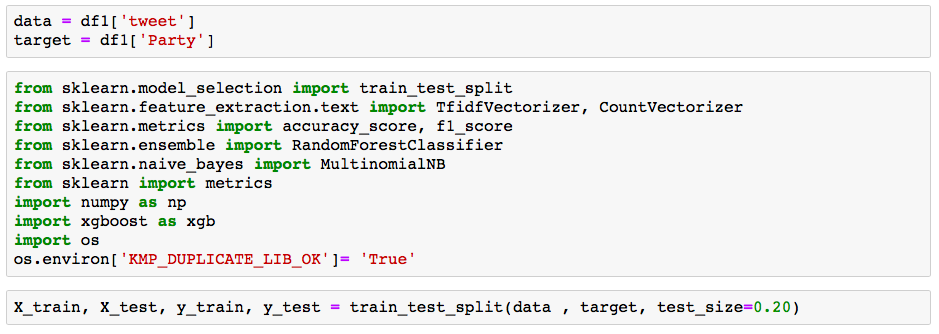 data = df1['tweet']
target = df1['Party']
from sklearn.model_selection import train_test_split
from sklearn.feature_extraction.text import TfidfVectorizer, CountVectorizer
from sklearn.metrics import accuracy_score, f1_score
from sklearn.ensemble import RandomForestClassifier
from sklearn.naive_bayes import MultinomialNB
from sklearn import metrics
import numpy as np
import xgboost as xgb
import os
os.environ['KMP_DUPLICATE_LIB_OK']= 'True'
X_train, X_test, y_train, y_test = train_test_split(data , target, test_size=0.20)